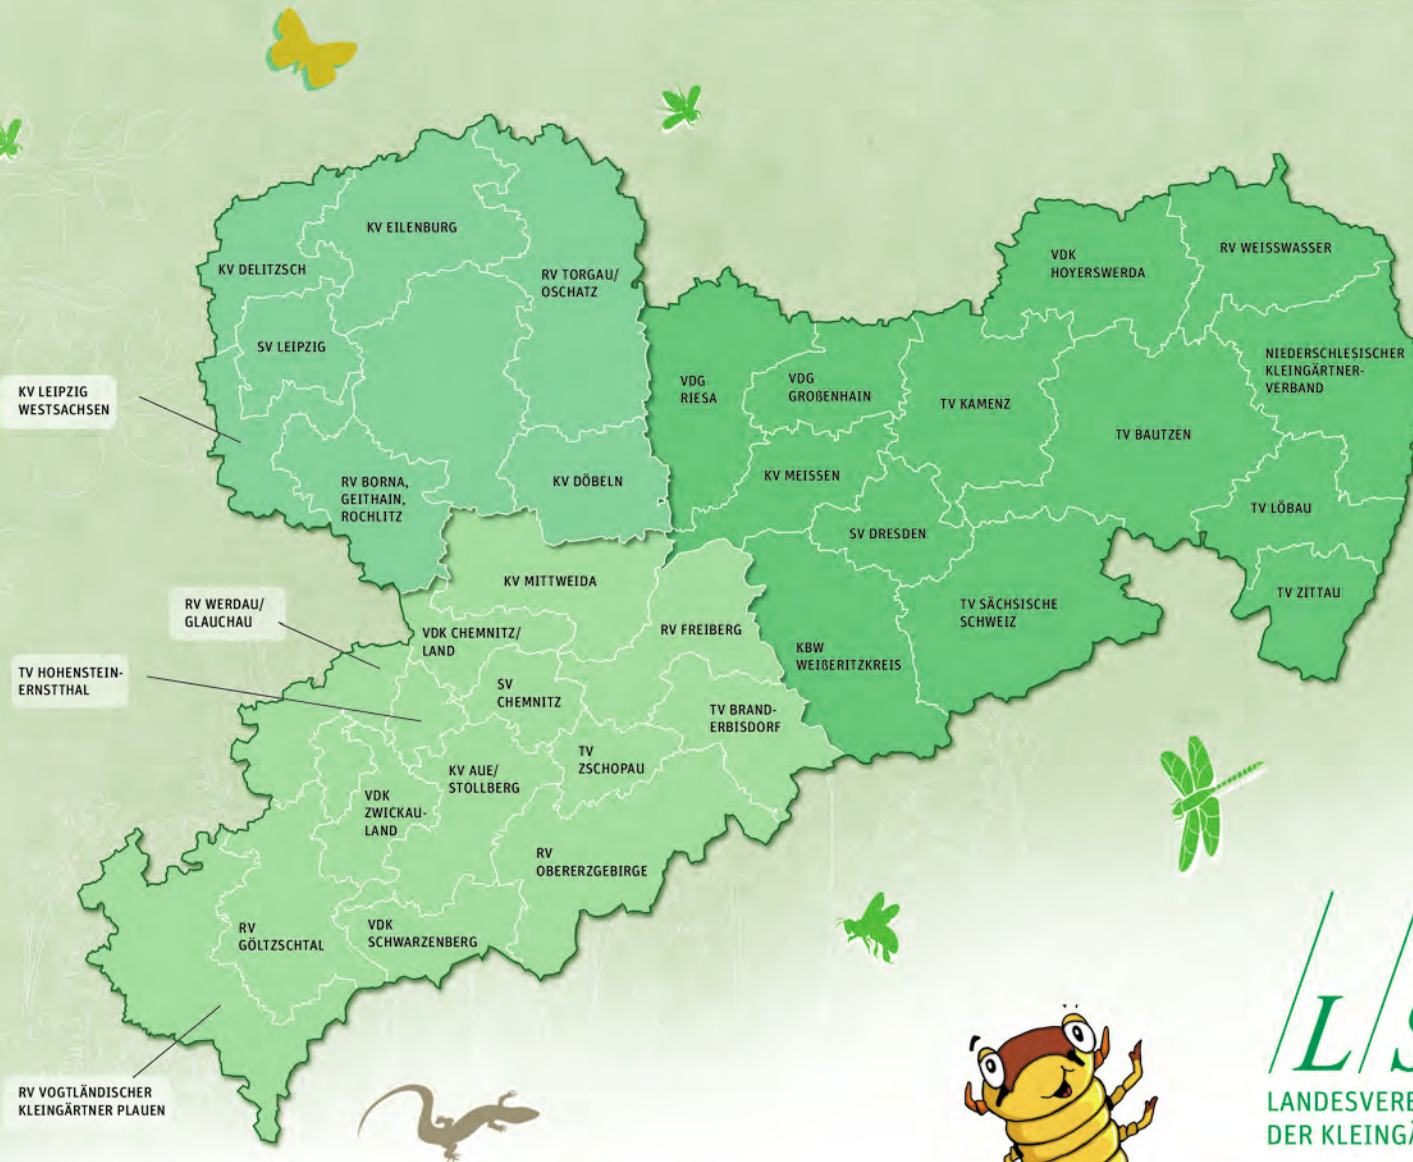 KV EILENBURG
KV DELITZSCH
RV TORGAU/
OSCHATZ
SV LEIPZIG
KV LEIPZIG
WESTSACHSEN
RV BORNA,
GEITHAIN,
ROCHLITZ
KV DÖBELN
VDK
HOYERSWERDA
RV WEISSWASSER
NIEDERSCHLESISCHER
KLEINGÄRTNER-
VERBAND
VDG
RIESA
VDG
GROßENHAIN
TV KAMENZ
TV BAUTZEN
KV MEISSEN
SV DRESDEN
TV LÖBAU
TV ZITTAU
TV SÄCHSISCHE
SCHWEIZ
KBW
WEIßERITZKREIS
KV MITTWEIDA
RV WERDAU/
GLAUCHAU
VDK CHEMNITZ/
LAND
RV FREIBERG
TV HOHENSTEIN-
ERNSTTHAL
SV
CHEMNITZ
TV BRAND-
ERBISDORF
TV
ZSCHOPAU
KV AUE/
STOLLBERG
VDK
ZWICKAU-
LAND
RV
OBERERZGEBIRGE
RV
GÖLTZSCHTAL
VDK
SCHWARZENBERG
RV VOGTLÄNDISCHER
KLEINGÄRTNER PLAUEN
L S
LANDESVERE
DER KLEINGÄ